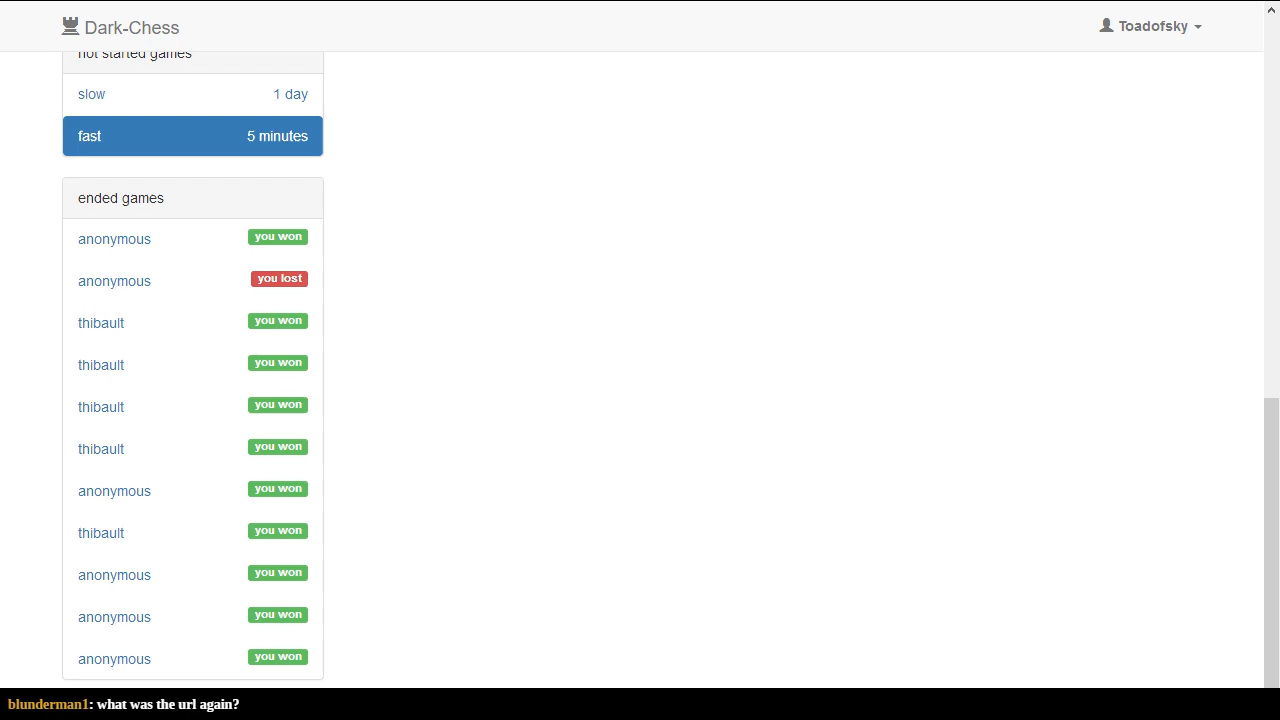 Dark-Chess
Toadofsky
not started games
slow 1 day
fast 5 minutes
ended games
anonymous you won
anonymous you lost
thibault you won
thibault you won
thibault you won
thibault you won
anonymous you won
thibault you won
anonymous you won
anonymous you won
anonymous you won
blunderman1: what was the url again?